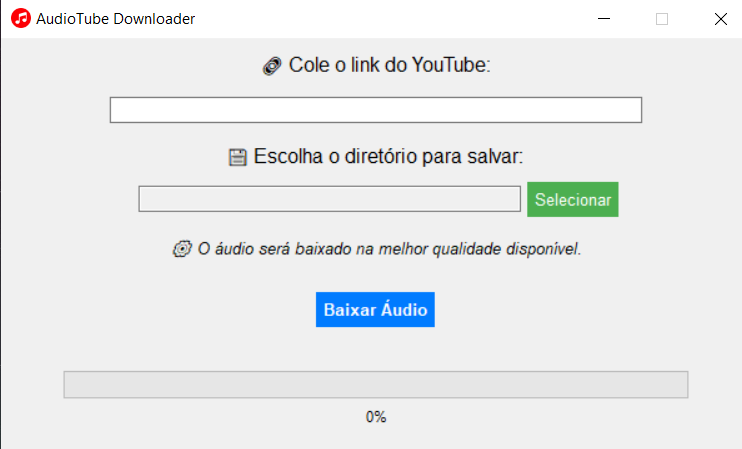 AudioTube Downloader
🔗 Cole o link do YouTube:
💾 Escolha o diretório para salvar:
Selecionar
⚙ O áudio será baixado na melhor qualidade disponível.
Baixar Áudio
0%